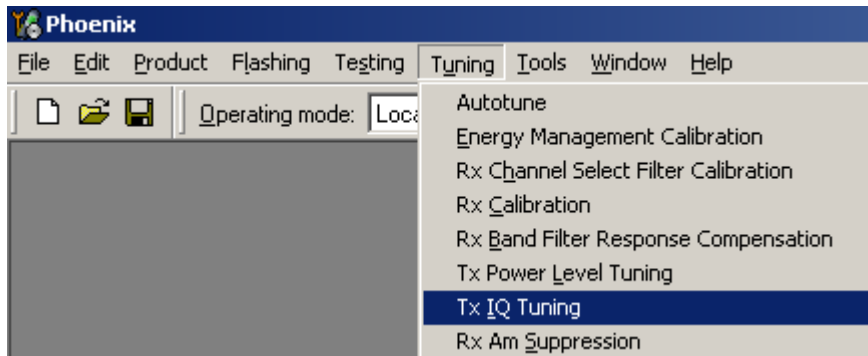 Phoenix
File Edit Product Flashing Testing Tuning Tools Window Help
Operating mode: Loca
Autotune
Energy Management Calibration
Rx Channel Select Filter Calibration
Rx Calibration
Rx Band Filter Response Compensation
Tx Power Level Tuning
Tx IQ Tuning
Rx Am Suppression